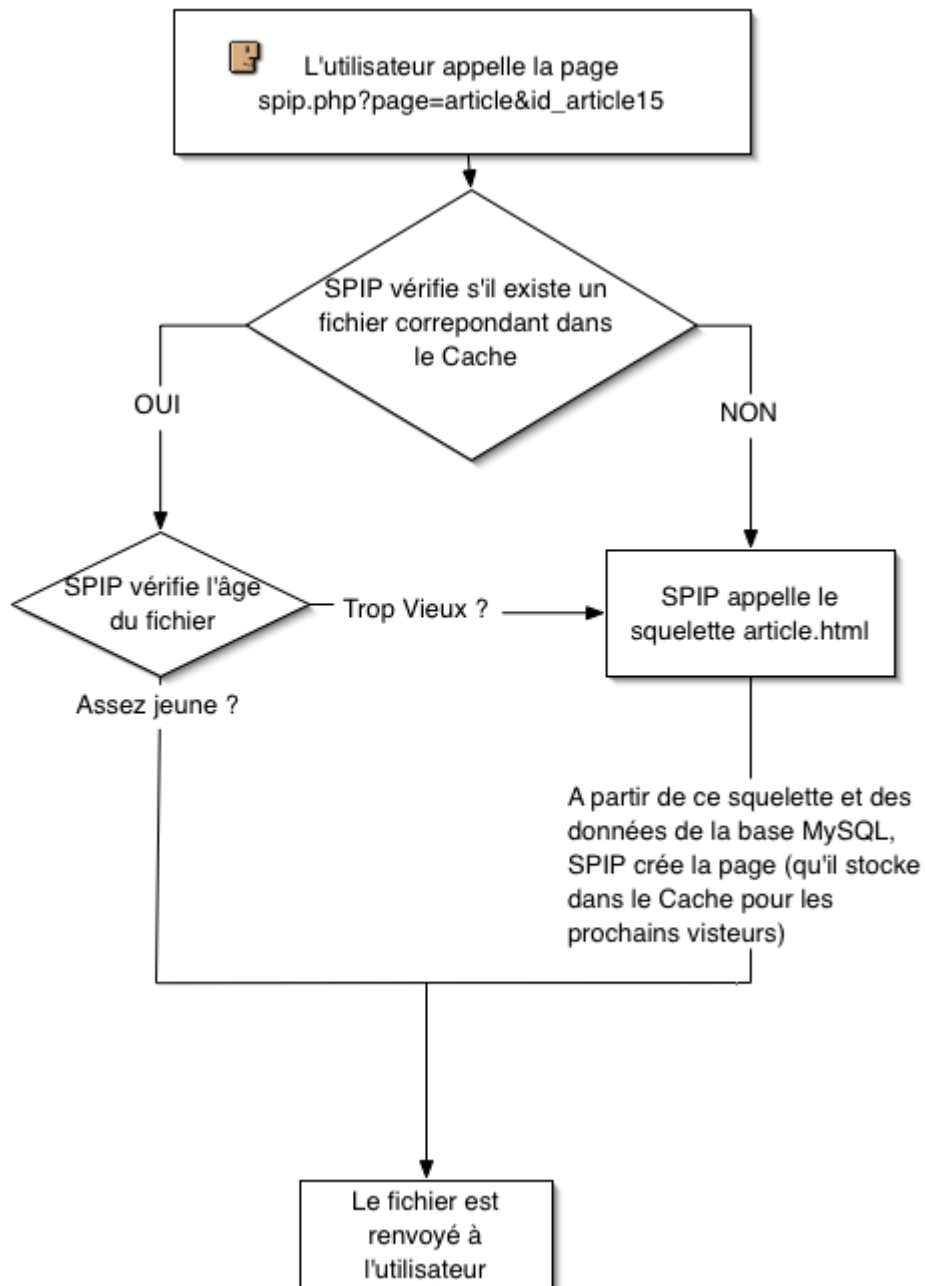 L'utilisateur appelle la page
spip.php?page=article&id_article15
SPIP vérifie s'il existe un
fichier correpondant dans
le Cache
OUI
NON
SPIP vérifie l'âge
du fichier
Trop Vieux ?
SPIP appelle le
squelette article.html
Assez jeune ?
A partir de ce squelette et des
données de la base MySQL,
SPIP crée la page (qu'il stocke
dans le Cache pour les
prochains visteurs)
Le fichier est
renvoyé à
l'utilisateur